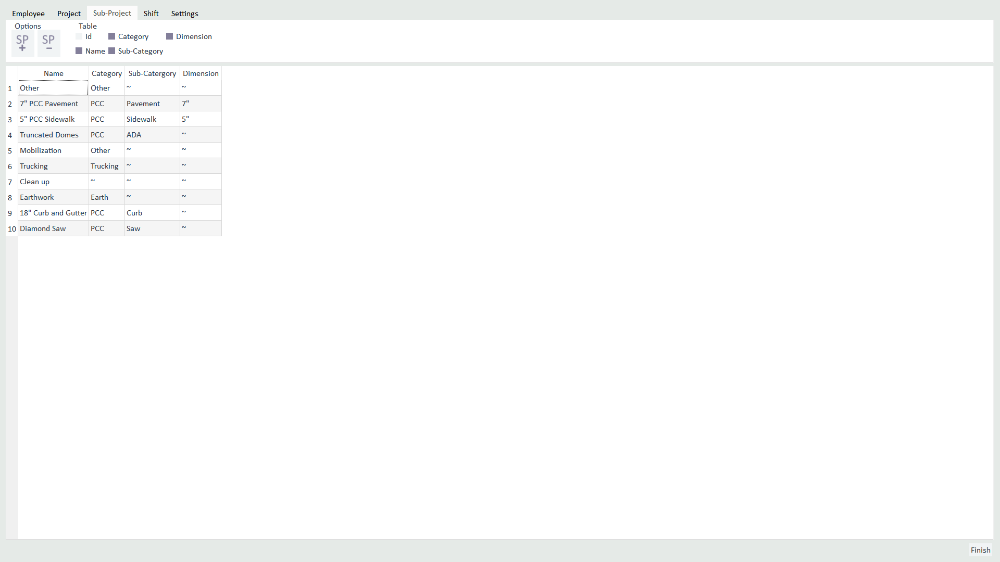 Employee Project Sub-Project Shift Settings
Options Table
SP + SP - Id Category Dimension
Name Sub-Category
Name Category Sub-Catergory Dimension
1 Other Other ~ ~
2 7" PCC Pavement PCC Pavement 7"
3 5" PCC Sidewalk PCC Sidewalk 5"
4 Truncated Domes PCC ADA ~
5 Mobilization Other ~ ~
6 Trucking Trucking ~ ~
7 Clean up ~ ~ ~
8 Earthwork Earth ~ ~
9 18" Curb and Gutter PCC Curb ~
10 Diamond Saw PCC Saw ~
Finish